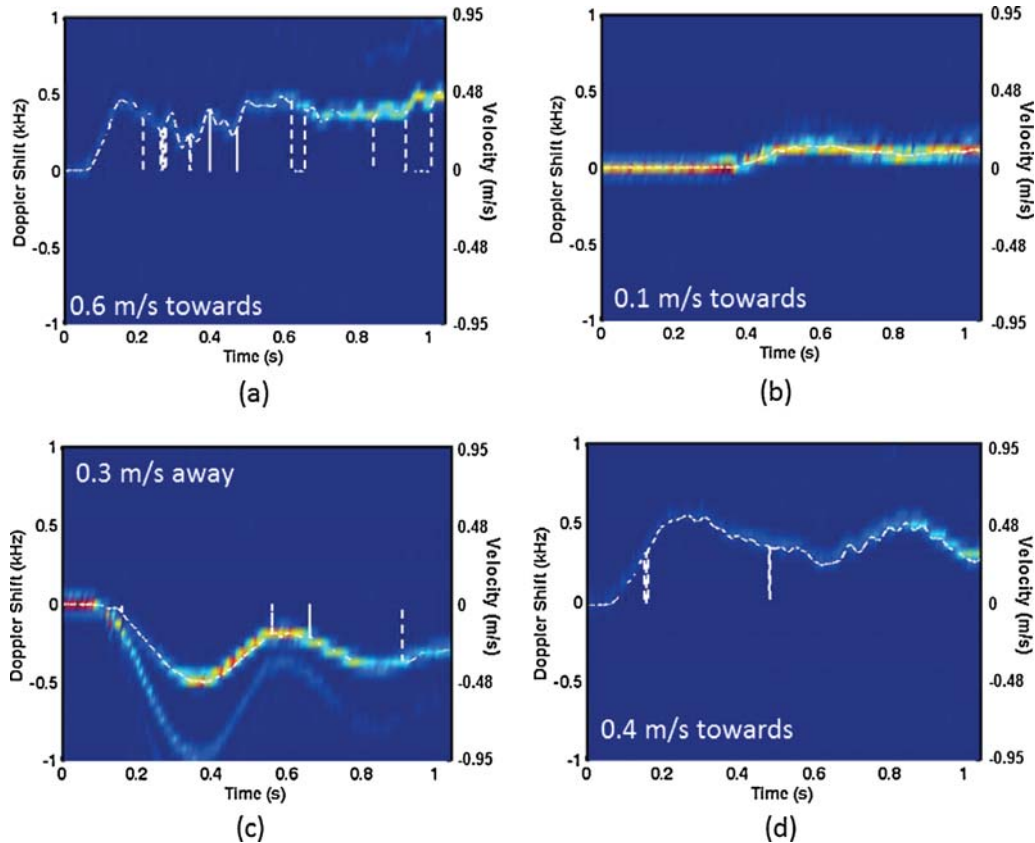 1
0.5
0
-0.5
-1
Doppler Shift (kHz)
0.95
0.48
0
-0.48
-0.95
Velocity (m/s)
0.6 m/s towards
0 0.2 0.4 0.6 0.8 1
Time (s)
(a)
1
0.5
0
-0.5
-1
Doppler Shift (kHz)
0.95
0.48
0
-0.48
-0.95
Velocity (m/s)
0.1 m/s towards
0 0.2 0.4 0.6 0.8 1
Time (s)
(b)
1
0.5
0
-0.5
-1
Doppler Shift (kHz)
0.95
0.48
0
-0.48
-0.95
Velocity (m/s)
0.3 m/s away
0 0.2 0.4 0.6 0.8 1
Time (s)
(c)
1
0.5
0
-0.5
-1
Doppler Shift (kHz)
0.95
0.48
0
-0.48
-0.95
Velocity (m/s)
0.4 m/s towards
0 0.2 0.4 0.6 0.8 1
Time (s)
(d)